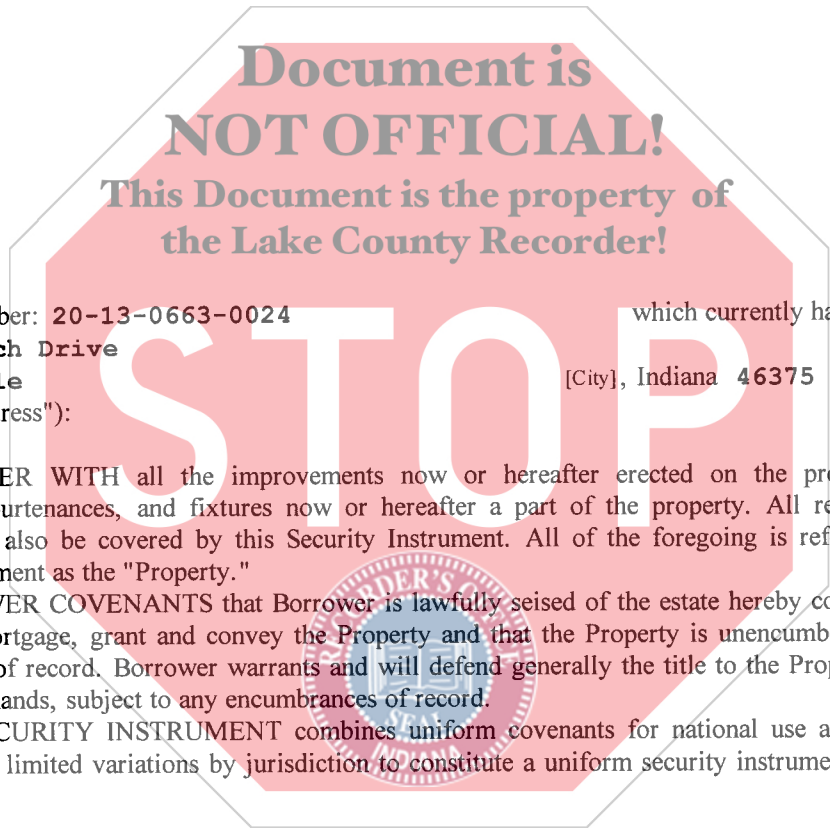 Document is
NOT OFFICIAL!
This Document is the property of
the Lake County Recorder!
STOP
ber: 20-13-0663-0024 which currently ha
ch Drive
le [City], Indiana 46375
ress"):
ER WITH all the improvements now or hereafter erected on the pr
urtenances, and fixtures now or hereafter a part of the property. All re
also be covered by this Security Instrument. All of the foregoing is ref
ment as the "Property."
VER COVENANTS that Borrower is lawfully seised of the estate hereby co
ortgage, grant and convey the Property and that the Property is unencumb
of record. Borrower warrants and will defend generally the title to the Prop
ands, subject to any encumbrances of record.
CURITY INSTRUMENT combines uniform covenants for national use a
limited variations by jurisdiction to constitute a uniform security instrume
RECORDER'S OFFICE
SEAL
INDIANA